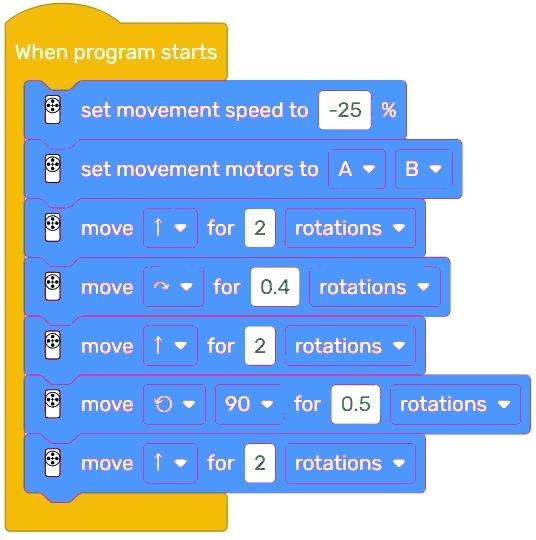 When program starts
set movement speed to -25 %
set movement motors to A B
move ↑ for 2 rotations
move ↷ for 0.4 rotations
move ↑ for 2 rotations
move ↺ 90 for 0.5 rotations
move ↑ for 2 rotations